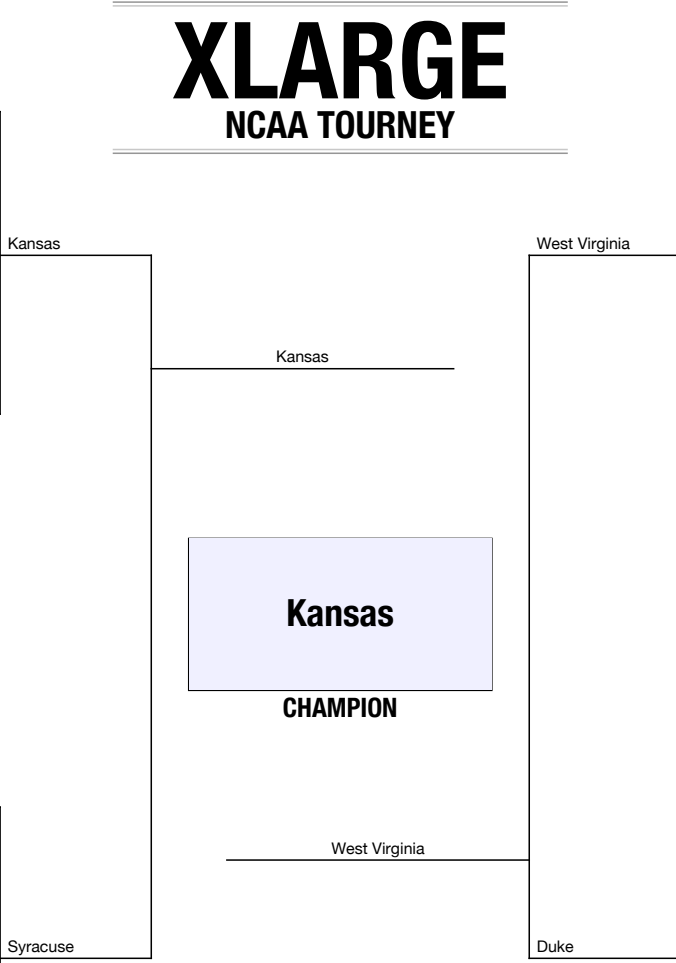 XLARGE
NCAA TOURNEY
Kansas
West Virginia
Kansas
Kansas
CHAMPION
West Virginia
Syracuse
Duke